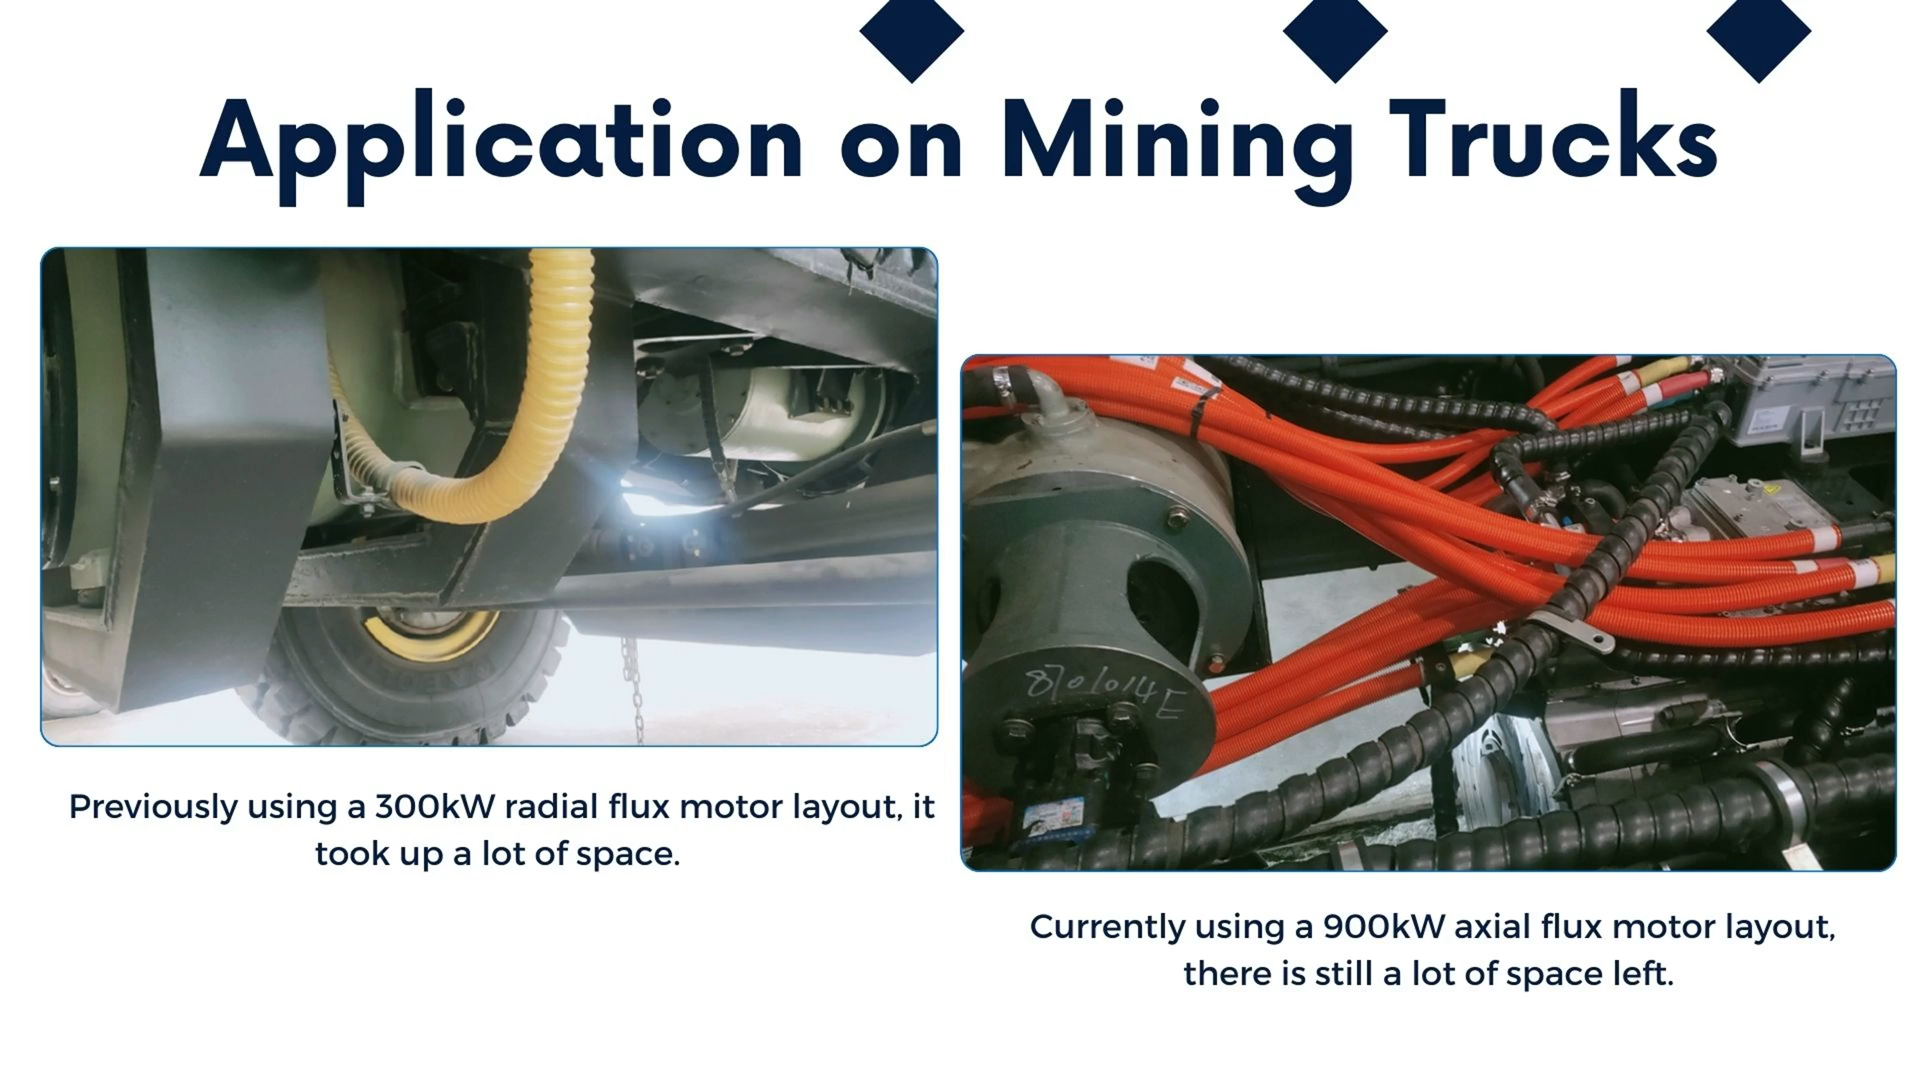 Application on Mining Trucks
Previously using a 300kW radial flux motor layout, it
took up a lot of space.
8701014E
Currently using a 900kW axial flux motor layout,
there is still a lot of space left.